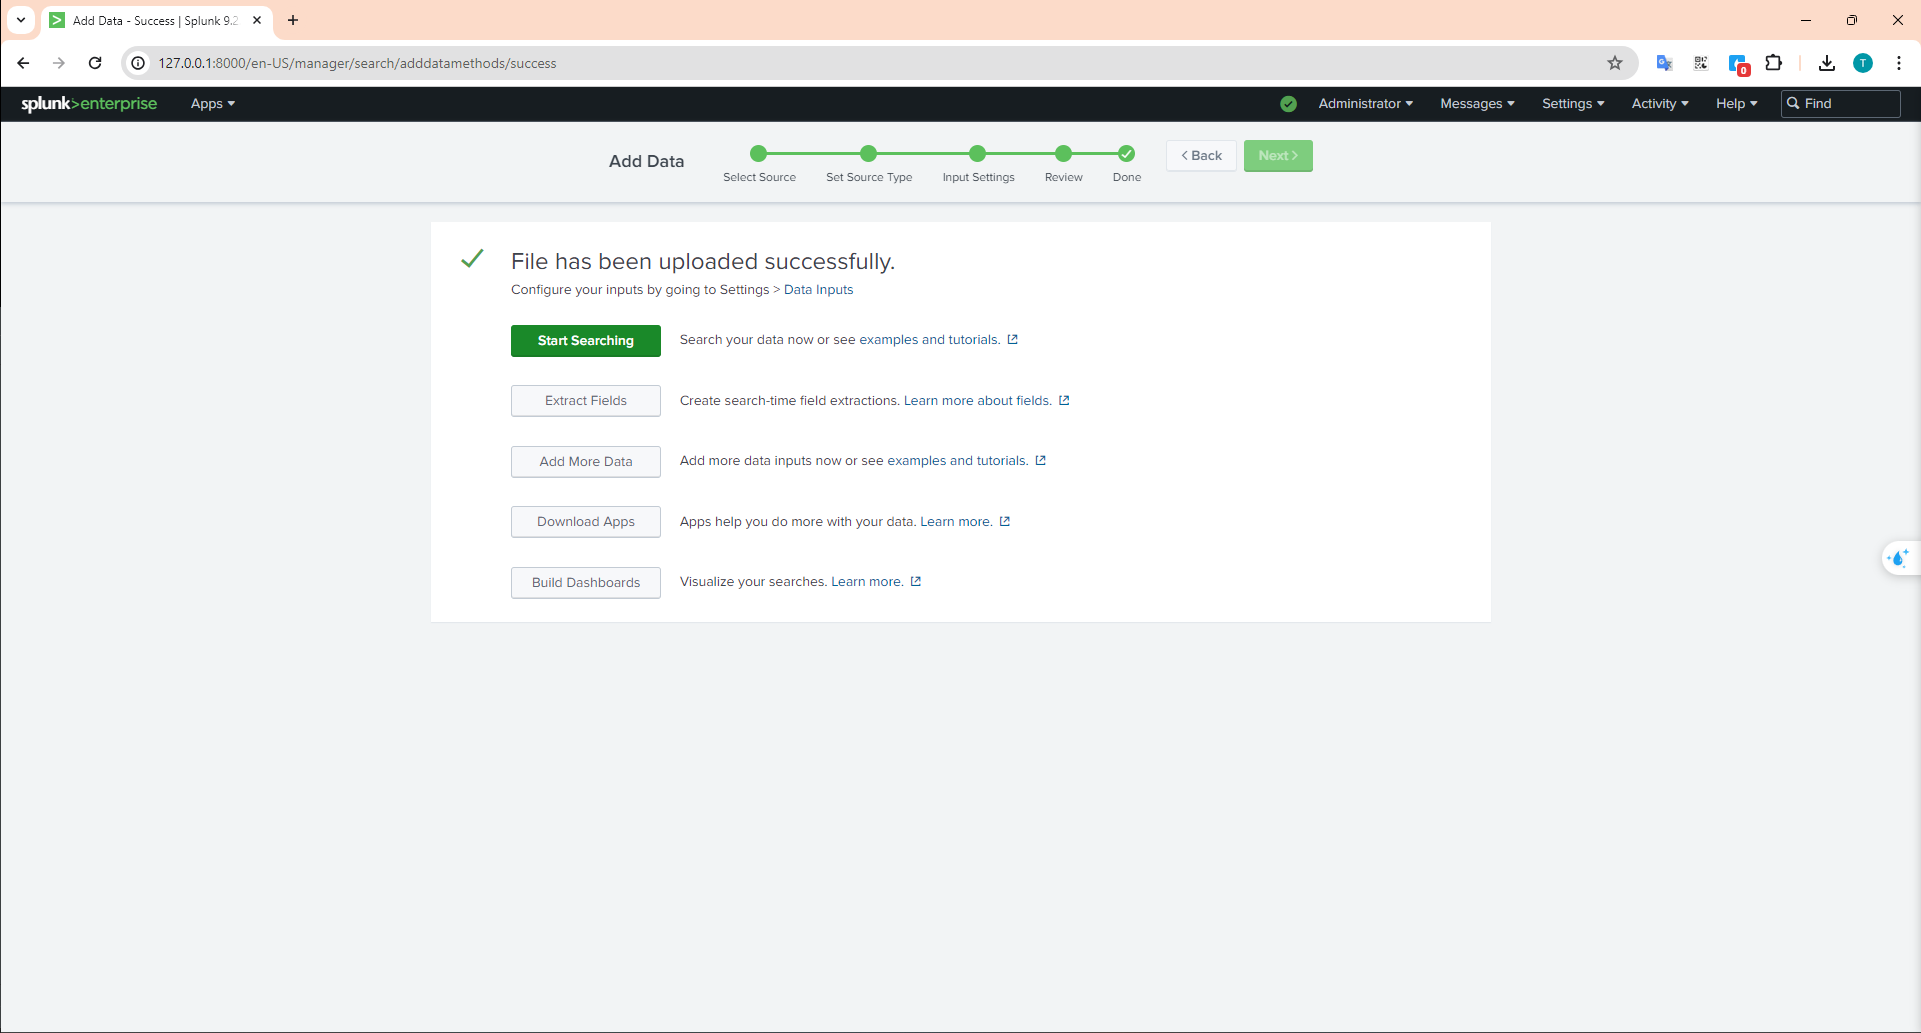 Add Data - Success | Splunk 9.2
127.0.0.1:8000/en-US/manager/search/adddatamethods/success
0
T
splunk>enterprise Apps Administrator Messages Settings Activity Help Find
Add Data Select Source Set Source Type Input Settings Review Done < Back Next >
File has been uploaded successfully.
Configure your inputs by going to Settings > Data Inputs
Start Searching Search your data now or see examples and tutorials.
Extract Fields Create search-time field extractions. Learn more about fields.
Add More Data Add more data inputs now or see examples and tutorials.
Download Apps Apps help you do more with your data. Learn more.
Build Dashboards Visualize your searches. Learn more.